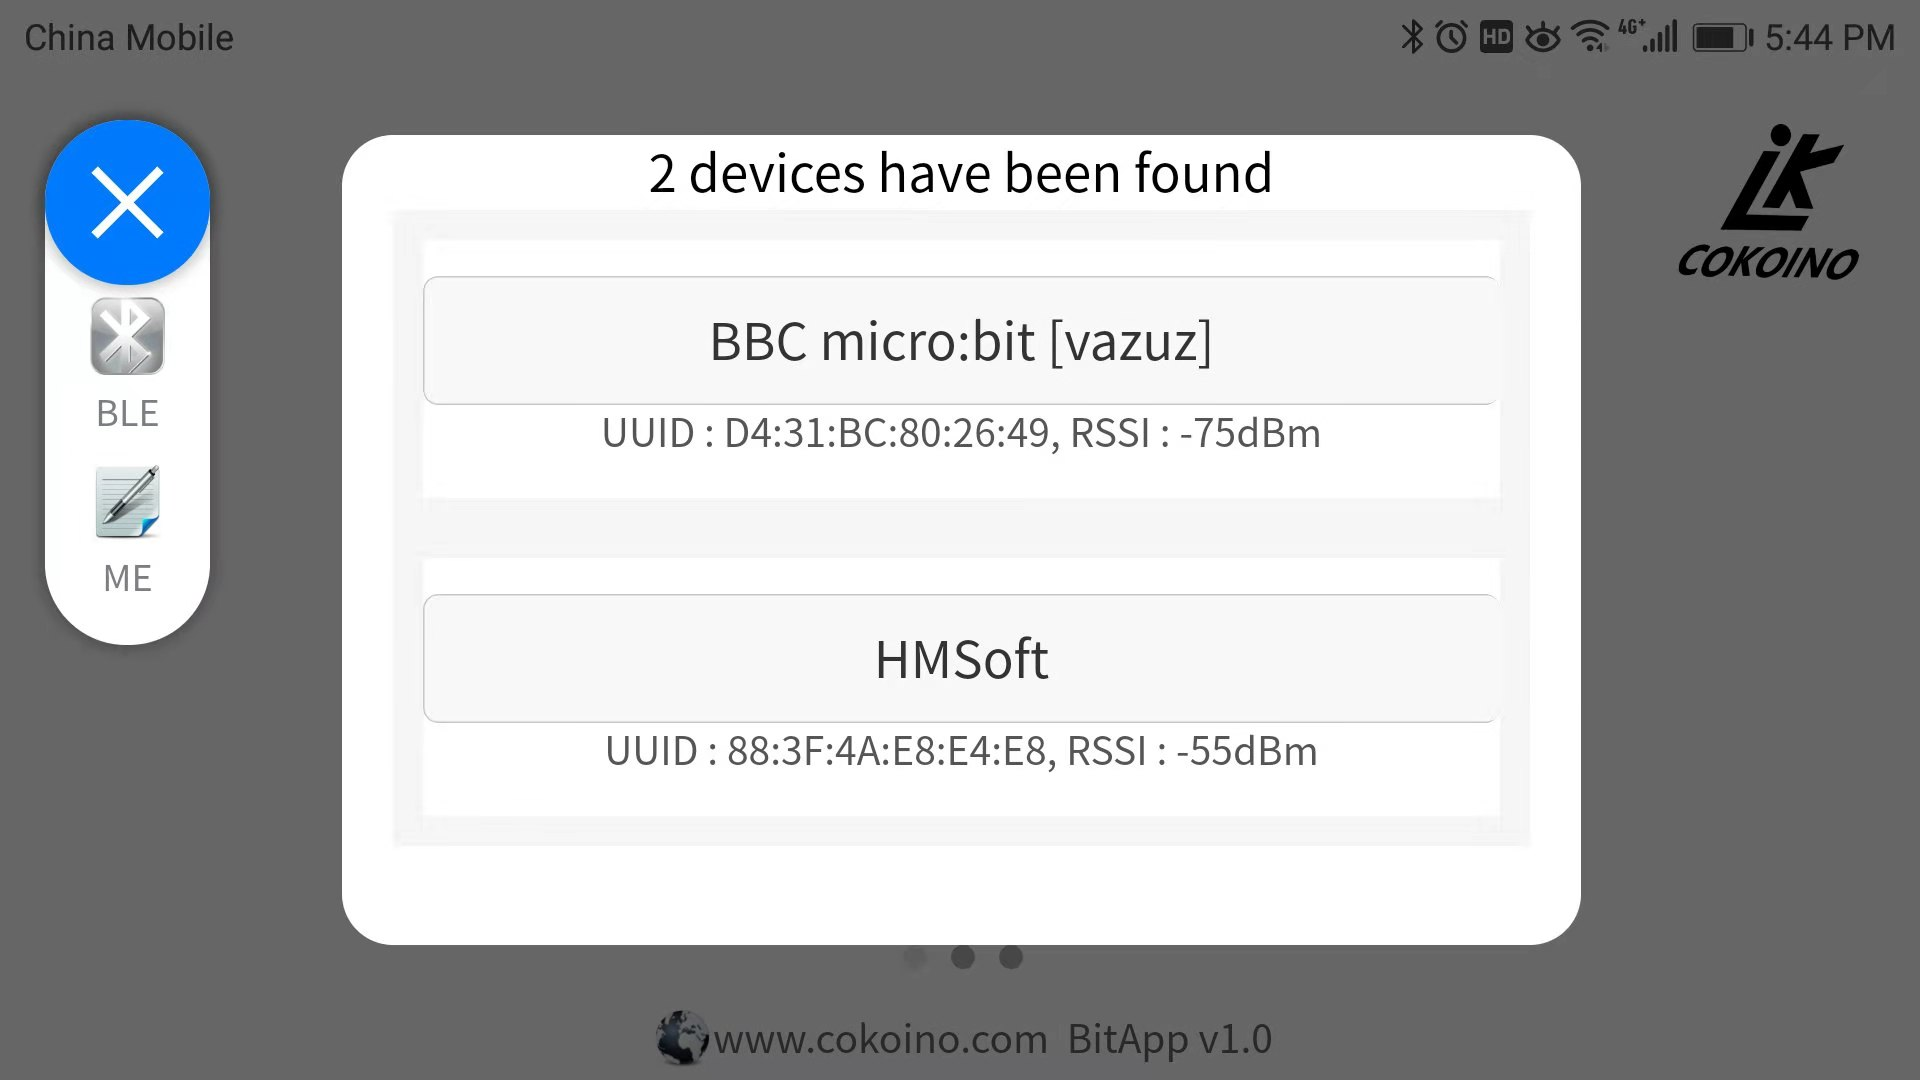 China Mobile
HD 4G+ 5:44 PM
2 devices have been found
COKOINO
BBC micro:bit [vazuz]
UUID : D4:31:BC:80:26:49, RSSI : -75dBm
BLE
HMSoft
ME
UUID : 88:3F:4A:E8:E4:E8, RSSI : -55dBm
www.cokoino.com BitApp v1.0